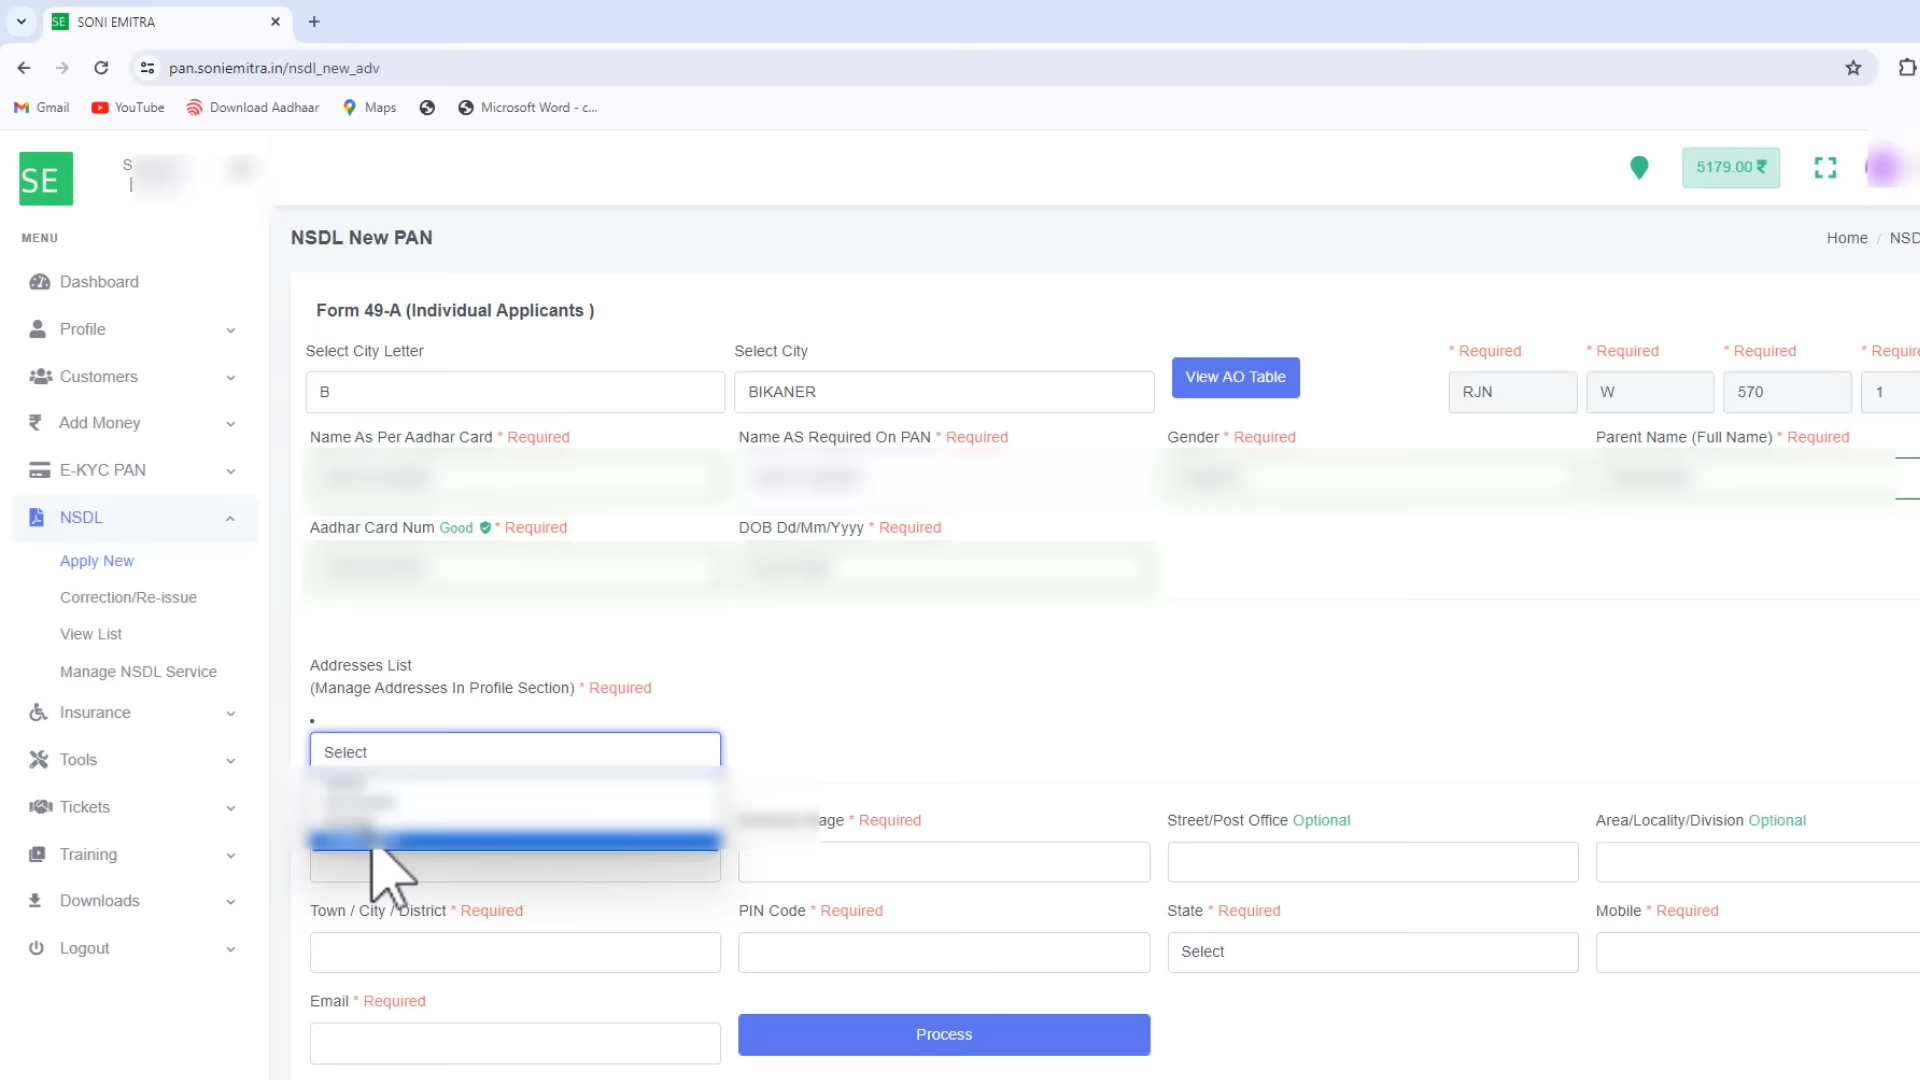 SE SONI EMITRA
pan.soniemitra.in/nsdl_new_adv
Gmail YouTube Download Aadhaar Maps Microsoft Word - c...
SE
5179.00 ₹
MENU
Dashboard
Profile
Customers
Add Money
E-KYC PAN
NSDL
Apply New
Correction/Re-issue
View List
Manage NSDL Service
Insurance
Tools
Tickets
Training
Downloads
Logout
NSDL New PAN
Home / NSD
Form 49-A (Individual Applicants )
Select City Letter Select City * Required * Required * Required * Require
B BIKANER View AO Table RJN W 570 1
Name As Per Aadhar Card * Required Name AS Required On PAN * Required Gender * Required Parent Name (Full Name) * Required
Aadhar Card Num Good * Required DOB Dd/Mm/Yyyy * Required
Addresses List
(Manage Addresses In Profile Section) * Required
Select
age * Required Street/Post Office Optional Area/Locality/Division Optional
Town / City / District * Required PIN Code * Required State * Required Mobile * Required
Select
Email * Required
Process